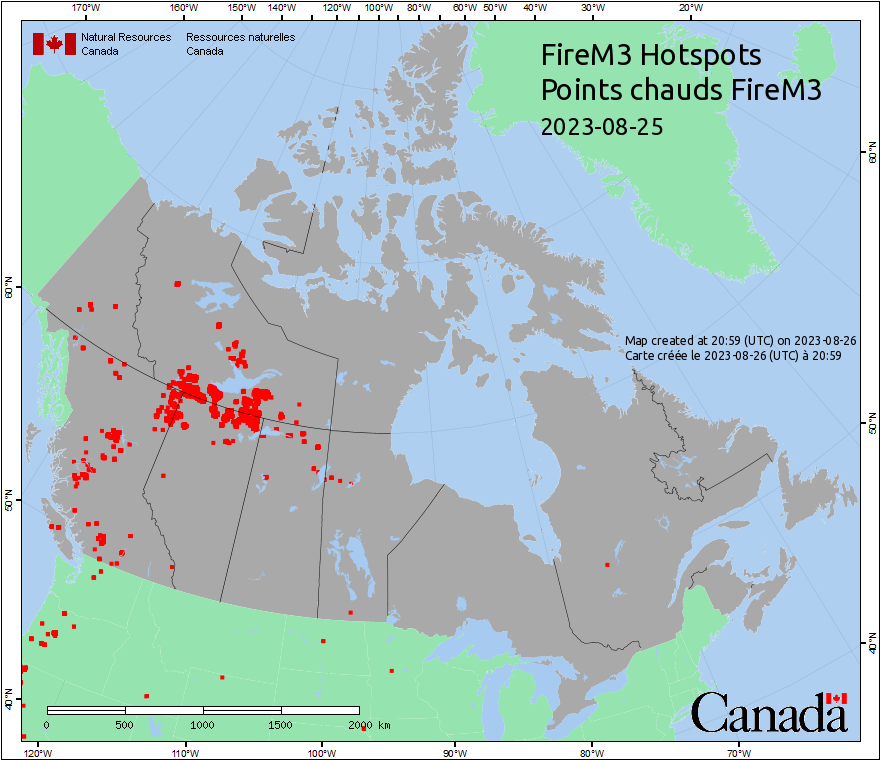 170°W 160°W 150°W 140°W 120°W 100°W 80°W 60°W 50°W 40°W 30°W 20°W
Natural Resources Ressources naturelles
Canada Canada
FireM3 Hotspots
Points chauds FireM3
2023-08-25
60°N
60°N
Map created at 20:59 (UTC) on 2023-08-26
Carte créée le 2023-08-26 (UTC) à 20:59
50°N
50°N
40°N
40°N
Canada
0 500 1000 1500 2000 km
120°W 110°W 100°W 90°W 80°W 70°W